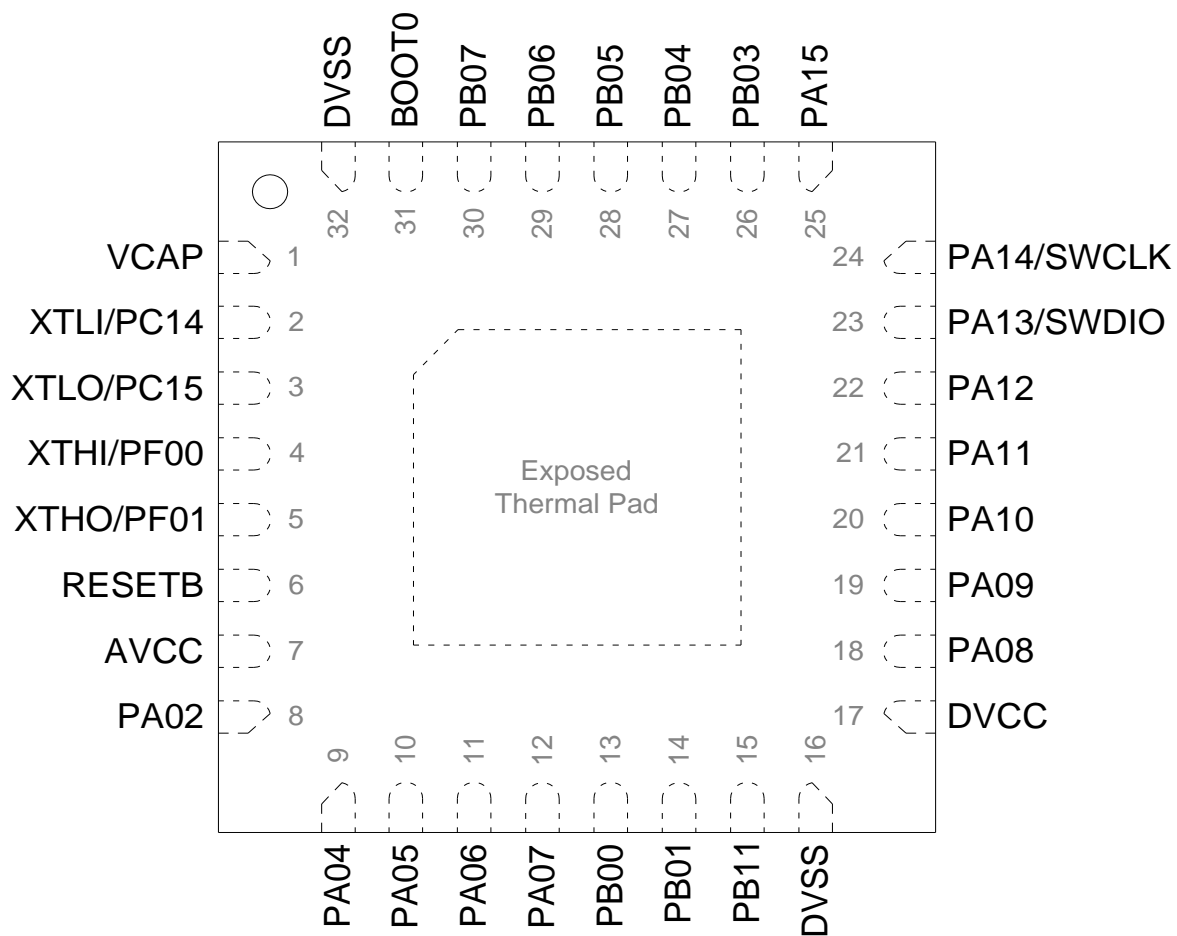 DVSS
BOOT0
PB07
PB06
PB05
PB04
PB03
PA15
32
31
30
29
28
27
26
25
VCAP 1
24 PA14/SWCLK
XTLI/PC14 2
23 PA13/SWDIO
XTLO/PC15 3
22 PA12
XTHI/PF00 4
21 PA11
Exposed
Thermal Pad
XTHO/PF01 5
20 PA10
RESETB 6
19 PA09
AVCC 7
18 PA08
PA02 8
17 DVCC
9
10
11
12
13
14
15
16
PA04
PA05
PA06
PA07
PB00
PB01
PB11
DVSS